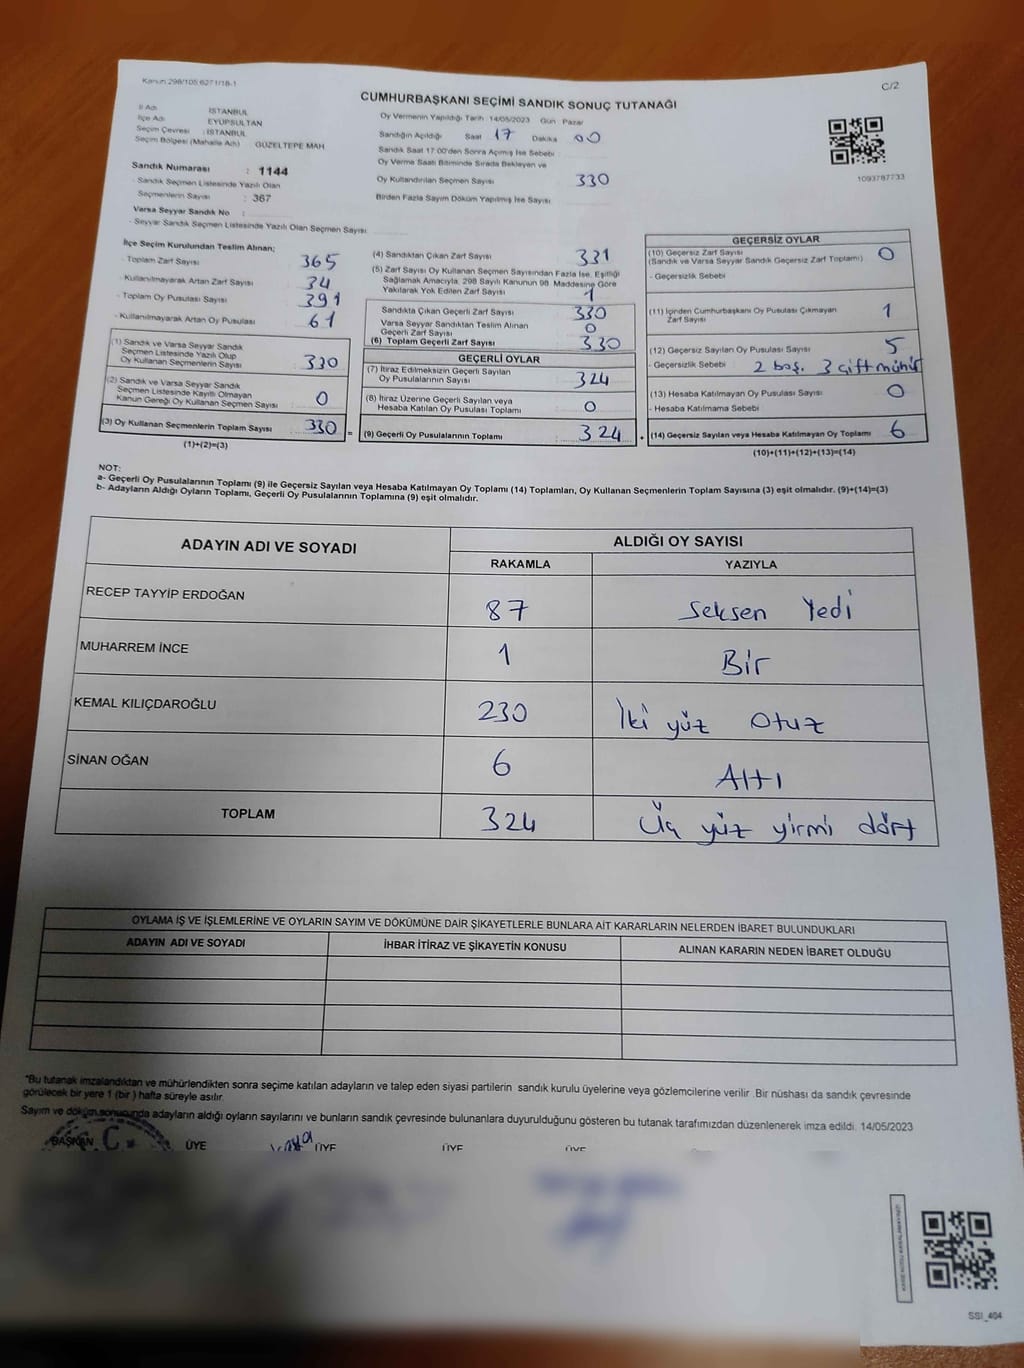 Kanun 298/105;6271/18-1
C/2
CUMHURBAŞKANI SEÇİMİ SANDIK SONUÇ TUTANAĞI
İl Adı : İSTANBUL
İlçe Adı : EYÜPSULTAN
Seçim Çevresi : İSTANBUL
Seçim Bölgesi (Mahalle Adı) GÜZELTEPE MAH
Sandık Numarası : 1144
- Sandık Seçmen Listesinde Yazılı Olan
Seçmenlerin Sayısı : 367
Varsa Seyyar Sandık No :
- Seyyar Sandık Seçmen Listesinde Yazılı Olan Seçmen Sayısı:
Oy Vermenin Yapıldığı Tarih 14/05/2023 Gün Pazar
Sandığın Açıldığı Saat 17 Dakika 00
Sandık Saat 17:00'den Sonra Açılmış İse Sebebi
Oy Verme Saati Bitiminde Sırada Bekleyen ve
Oy Kullandırılan Seçmen Sayısı 330
Birden Fazla Sayım Döküm Yapılmış İse Sayısı
1093787733
İlçe Seçim Kurulundan Teslim Alınan;
- Toplam Zarf Sayısı 365
- Kullanılmayarak Artan Zarf Sayısı 34
- Toplam Oy Pusulası Sayısı 391
- Kullanılmayarak Artan Oy Pusulası 61
(1) Sandık ve Varsa Seyyar Sandık
Seçmen Listesinde Yazılı Olup
Oy Kullanan Seçmenlerin Sayısı 330
(2) Sandık ve Varsa Seyyar Sandık
Seçmen Listesinde Kayıtlı Olmayan
Kanun Gereği Oy Kullanan Seçmen Sayısı 0
(3) Oy Kullanan Seçmenlerin Toplam Sayısı 330 =
(1)+(2)=(3)
(4) Sandıktan Çıkan Zarf Sayısı 331
(5) Zarf Sayısı Oy Kullanan Seçmen Sayısından Fazla İse, Eşitliği
Sağlamak Amacıyla, 298 Sayılı Kanunun 98. Maddesine Göre
Yakılarak Yok Edilen Zarf Sayısı 1
Sandıkta Çıkan Geçerli Zarf Sayısı 330
Varsa Seyyar Sandıktan Teslim Alınan
Geçerli Zarf Sayısı 0
(6) Toplam Geçerli Zarf Sayısı 330
GEÇERLİ OYLAR
(7) İtiraz Edilmeksizin Geçerli Sayılan
Oy Pusulalarının Sayısı 324
(8) İtiraz Üzerine Geçerli Sayılan veya
Hesaba Katılan Oy Pusulası Toplamı 0
(9) Geçerli Oy Pusulalarının Toplamı 324 +
GEÇERSİZ OYLAR
(10) Geçersiz Zarf Sayısı 0
(Sandık ve Varsa Seyyar Sandık Geçersiz Zarf Toplamı)
- Geçersizlik Sebebi
(11) İçinden Cumhurbaşkanı Oy Pusulası Çıkmayan
Zarf Sayısı 1
(12) Geçersiz Sayılan Oy Pusulası Sayısı 5
- Geçersizlik Sebebi 2 boş. 3 çift mühür
(13) Hesaba Katılmayan Oy Pusulası Sayısı 0
- Hesaba Katılmama Sebebi
(14) Geçersiz Sayılan veya Hesaba Katılmayan Oy Toplamı 6
(10)+(11)+(12)+(13)=(14)
NOT:
a- Geçerli Oy Pusulalarının Toplamı (9) ile Geçersiz Sayılan veya Hesaba Katılmayan Oy Toplamı (14) Toplamları, Oy Kullanan Seçmenlerin Toplam Sayısına (3) eşit olmalıdır. (9)+(14)=(3)
b- Adayların Aldığı Oyların Toplamı, Geçerli Oy Pusulalarının Toplamına (9) eşit olmalıdır.
ADAYIN ADI VE SOYADI
ALDIĞI OY SAYISI
RAKAMLA YAZIYLA
RECEP TAYYİP ERDOĞAN 87 Seksen Yedi
MUHARREM İNCE 1 Bir
KEMAL KILIÇDAROĞLU 230 İki yüz Otuz
SİNAN OĞAN 6 Altı
TOPLAM 324 Üç yüz yirmi dört
OYLAMA İŞ VE İŞLEMLERİNE VE OYLARIN SAYIM VE DÖKÜMÜNE DAİR ŞİKAYETLERLE BUNLARA AİT KARARLARIN NELERDEN İBARET BULUNDUKLARI
ADAYIN ADI VE SOYADI İHBAR İTİRAZ VE ŞİKAYETİN KONUSU ALINAN KARARIN NEDEN İBARET OLDUĞU
*Bu tutanak imzalandıktan ve mühürlendikten sonra seçime katılan adayların ve talep eden siyasi partilerin sandık kurulu üyelerine veya gözlemcilerine verilir. Bir nüshası da sandık çevresinde
görülecek bir yere 1 (bir ) hafta süreyle asılır.
Sayım ve döküm sonucunda adayların aldığı oyların sayılarını ve bunların sandık çevresinde bulunanlara duyurulduğunu gösteren bu tutanak tarafımızdan düzenlenerek imza edildi. 14/05/2023
BAŞKAN ÜYE ÜYE ÜYE ÜYE
SSI_404